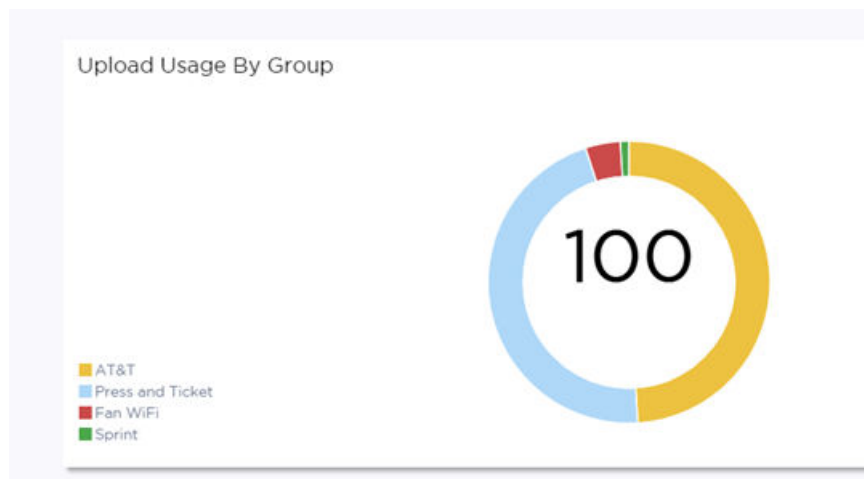 Upload Usage By Group
100
AT&T
Press and Ticket
Fan WiFi
Sprint